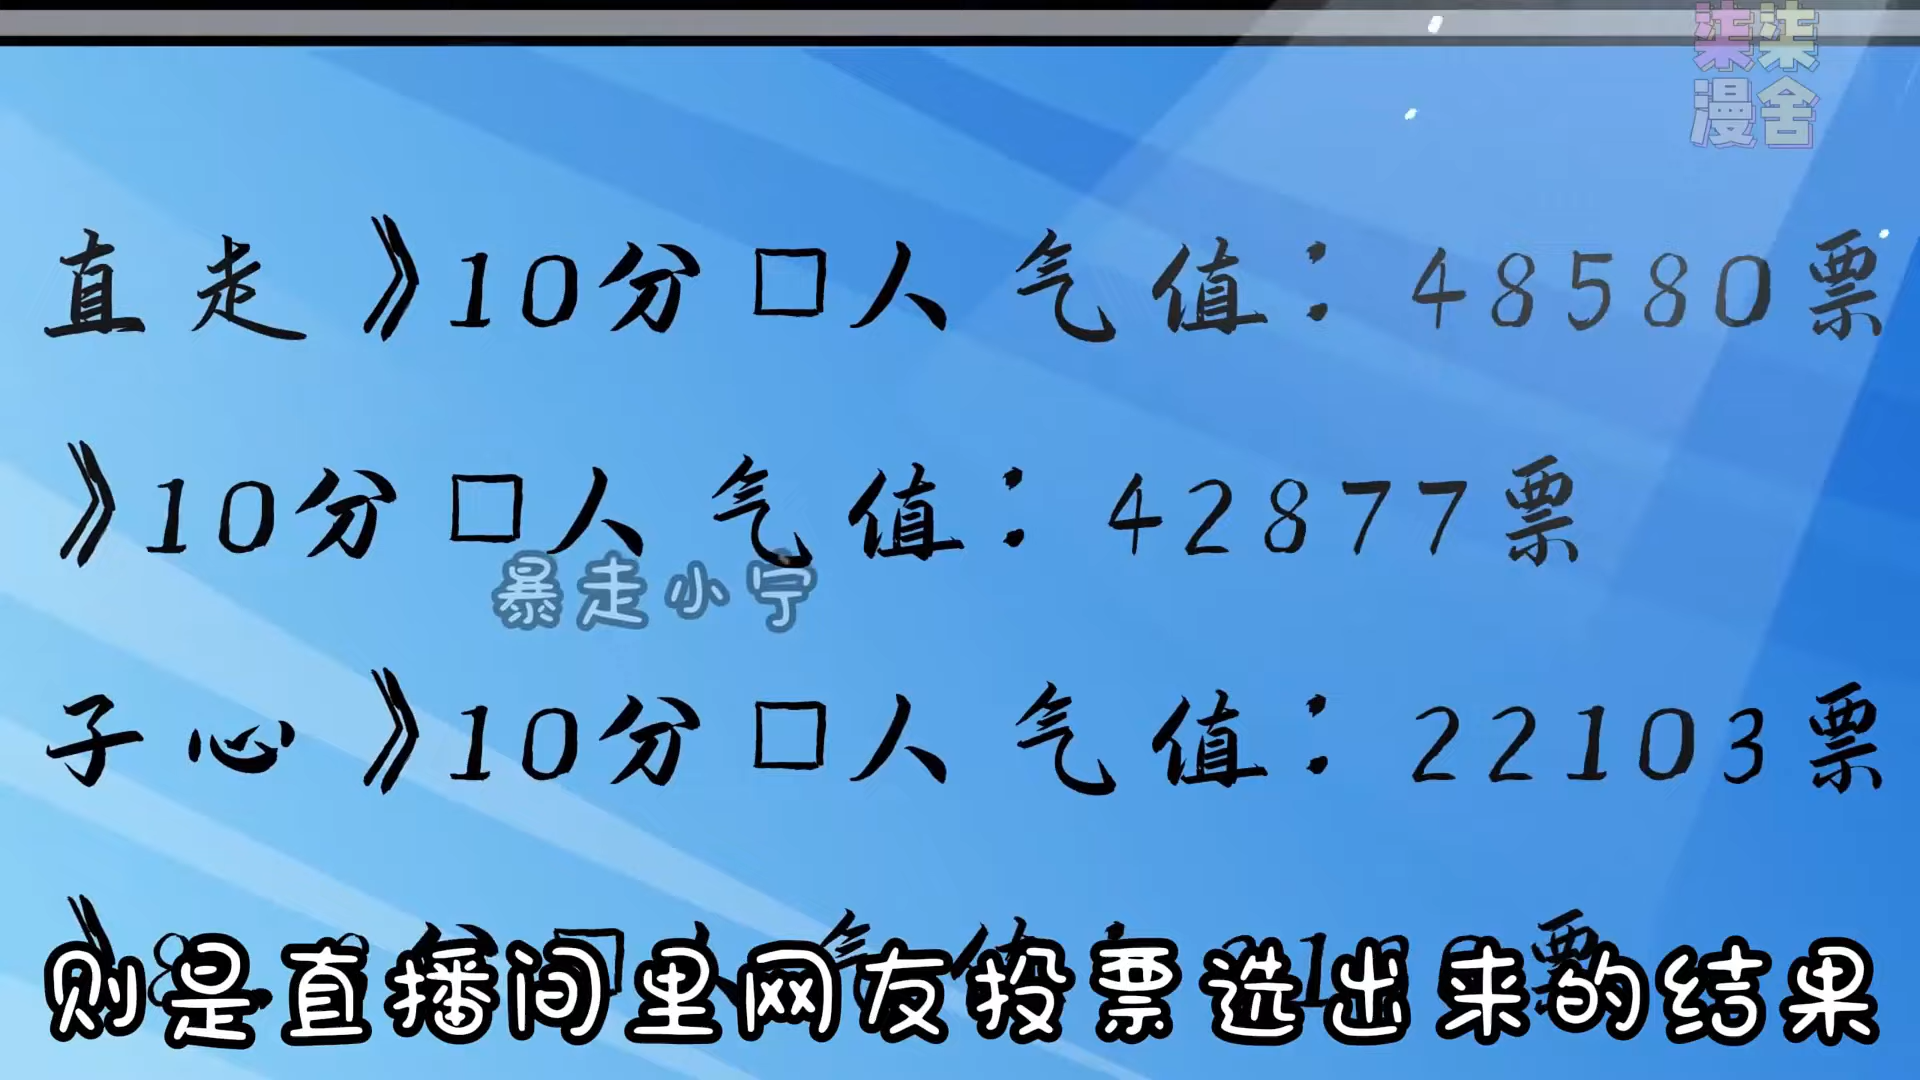 柒柒
漫舍
直走》10分□人气值：48580票
》10分□人气值：42877票
暴走小宁
子心》10分□人气值：22103票
则是直播间里网友投票选出来的结果